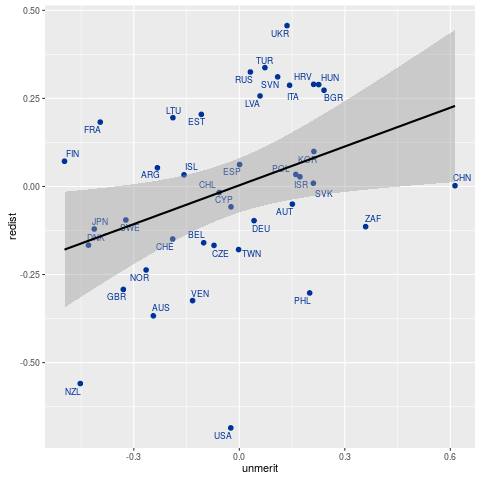 0.50
UKR
TUR
RUS
HRV
HUN
SVN
0.25
ITA
BGR
LVA
LTU
EST
FRA
FIN
KOR
ISL
ESP
POL
ARG
CHL
ISR
CHN
0.00
SVK
CYP
AUT
JPN
SWE
ZAF
DEU
DNK
BEL
CHE
CZE
TWN
redist
NOR
-0.25
GBR
VEN
PHL
AUS
-0.50
NZL
USA
-0.3
0.0
0.3
0.6
unmerit